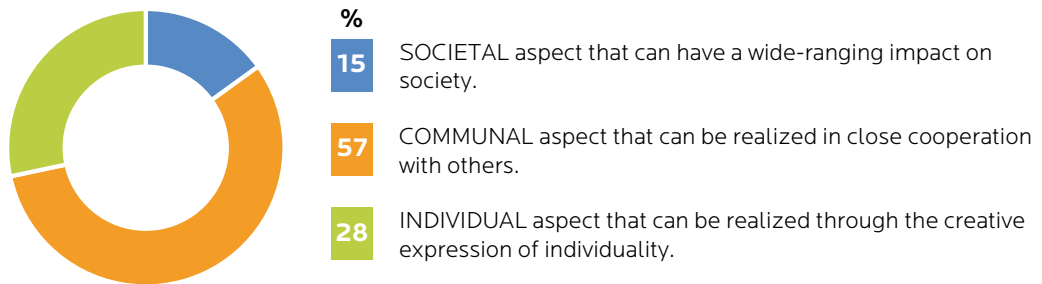 %
15
SOCIETAL aspect that can have a wide-ranging impact on
society.
57
COMMUNAL aspect that can be realized in close cooperation
with others.
28
INDIVIDUAL aspect that can be realized through the creative
expression of individuality.